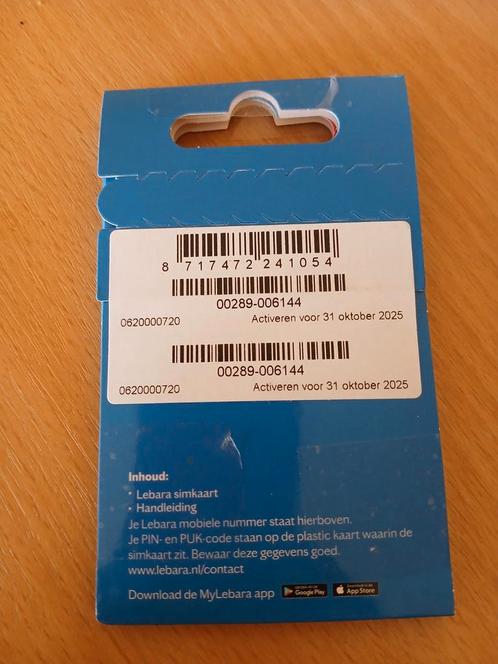 8 717472 241054
00289-006144
0620000720 Activeren voor 31 oktober 2025
00289-006144
0620000720 Activeren voor 31 oktober 2025
Inhoud:
• Lebara simkaart
• Handleiding
Je Lebara mobiele nummer staat hierboven.
Je PIN- en PUK-code staan op de plastic kaart waarin de
simkaart zit. Bewaar deze gegevens goed.
www.lebara.nl/contact
Download de MyLebara app Google Play App Store